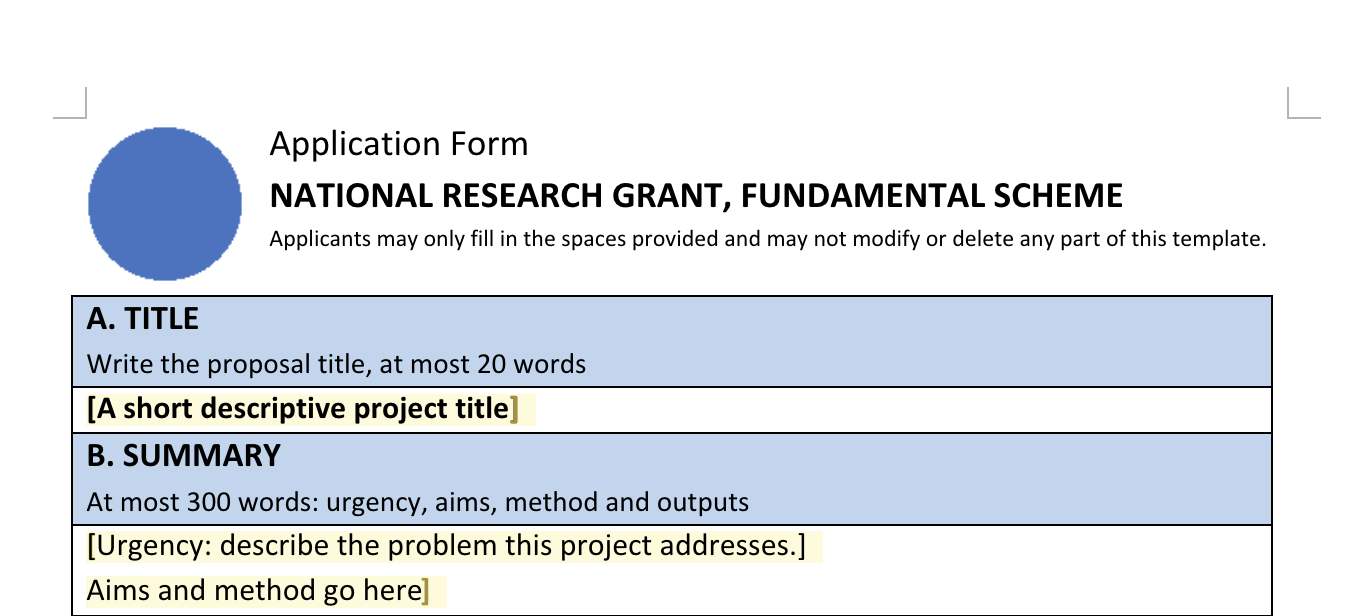 Application Form
NATIONAL RESEARCH GRANT, FUNDAMENTAL SCHEME
Applicants may only fill in the spaces provided and may not modify or delete any part of this template.
A. TITLE
Write the proposal title, at most 20 words
[A short descriptive project title]
B. SUMMARY
At most 300 words: urgency, aims, method and outputs
[Urgency: describe the problem this project addresses.]
Aims and method go here]